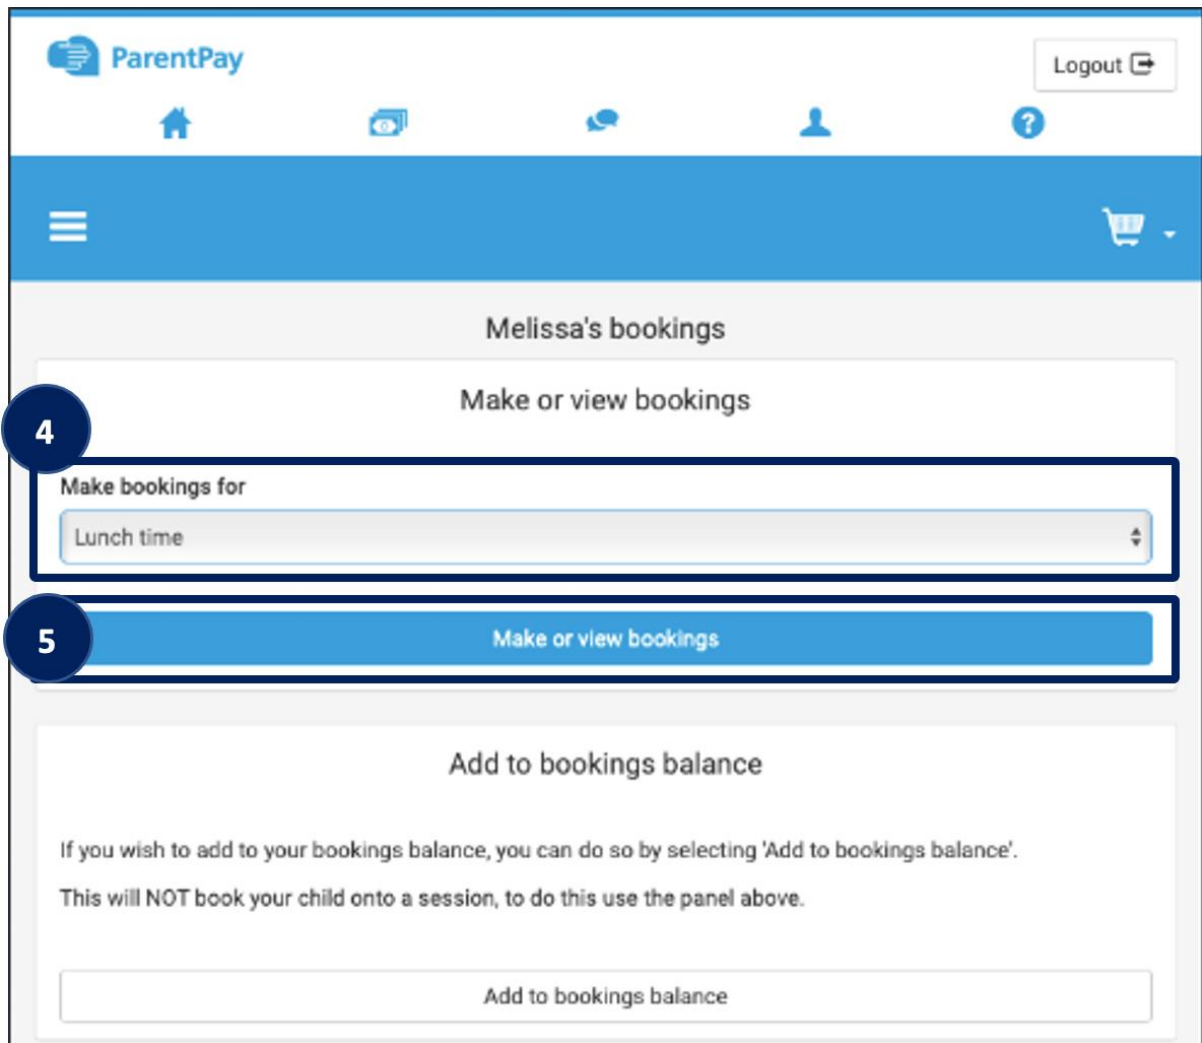 ParentPay
Logout
?
Melissa's bookings
Make or view bookings
4
Make bookings for
Lunch time
5
Make or view bookings
Add to bookings balance
If you wish to add to your bookings balance, you can do so by selecting 'Add to bookings balance'.
This will NOT book your child onto a session, to do this use the panel above.
Add to bookings balance